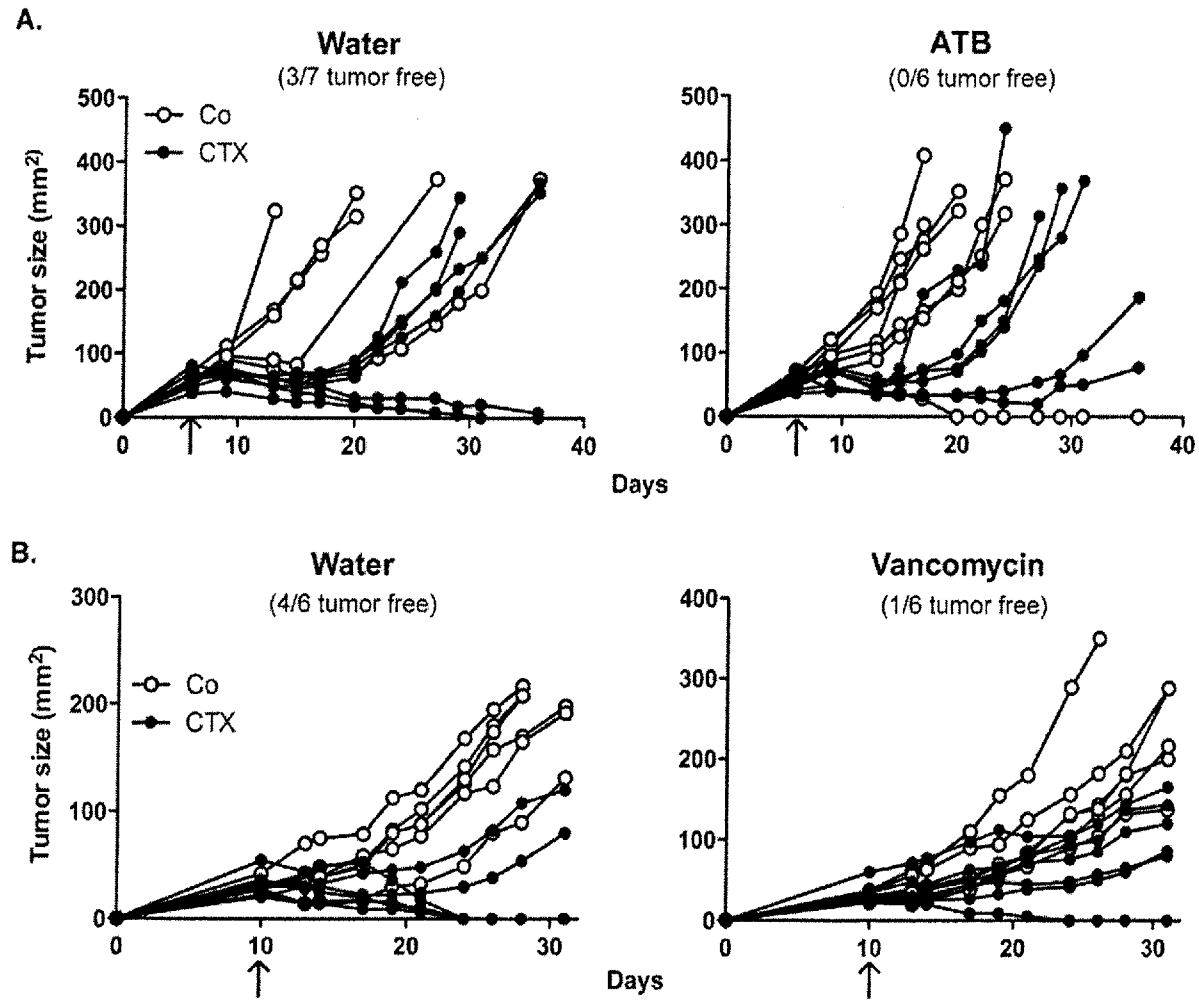 A.
Water
(3/7 tumor free)
ATB
(0/6 tumor free)
Tumor size (mm²)
500
400
300
200
100
0
Co
CTX
0 10 20 30 40
500
400
300
200
100
0
0 10 20 30 40
Days
B.
Water
(4/6 tumor free)
Vancomycin
(1/6 tumor free)
Tumor size (mm²)
300
200
100
0
Co
CTX
0 10 20 30
400
300
200
100
0
0 10 20 30
Days